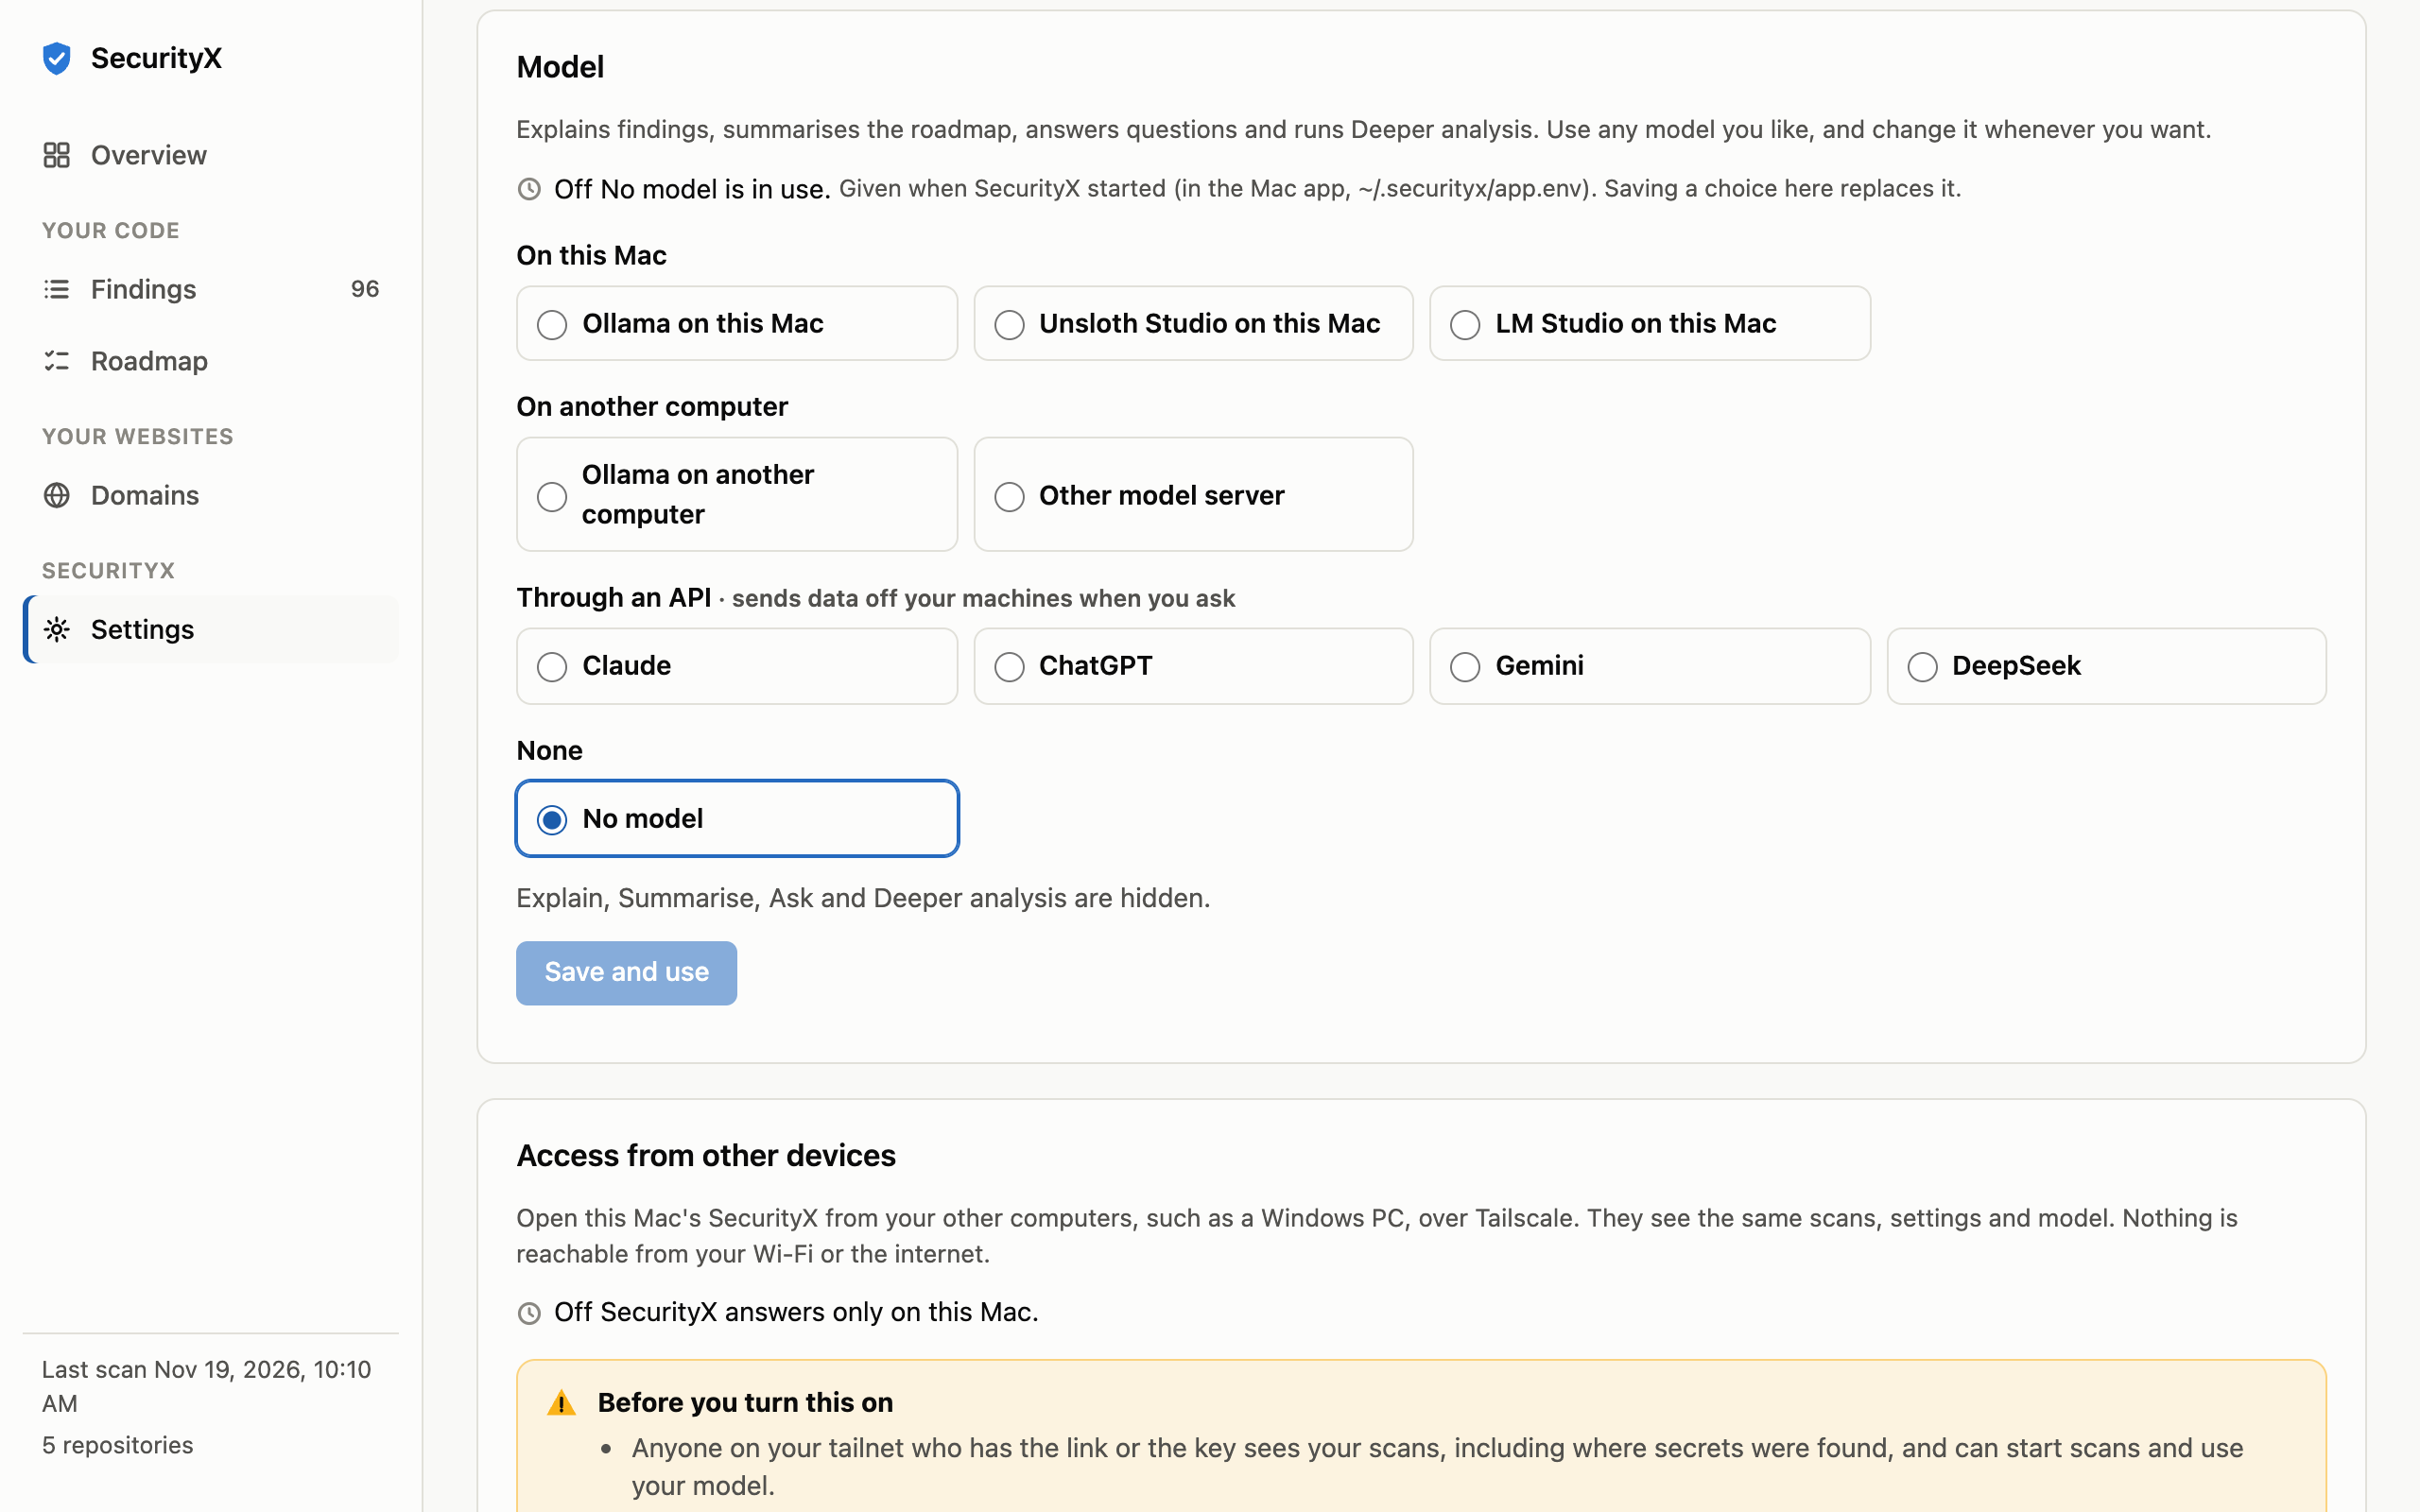 SecurityX
Overview
YOUR CODE
Findings 96
Roadmap
YOUR WEBSITES
Domains
SECURITYX
Settings
Last scan Nov 19, 2026, 10:10
AM
5 repositories
Model
Explains findings, summarises the roadmap, answers questions and runs Deeper analysis. Use any model you like, and change it whenever you want.
Off No model is in use. Given when SecurityX started (in the Mac app, ~/.securityx/app.env). Saving a choice here replaces it.
On this Mac
Ollama on this Mac
Unsloth Studio on this Mac
LM Studio on this Mac
On another computer
Ollama on another
computer
Other model server
Through an API · sends data off your machines when you ask
Claude
ChatGPT
Gemini
DeepSeek
None
No model
Explain, Summarise, Ask and Deeper analysis are hidden.
Save and use
Access from other devices
Open this Mac's SecurityX from your other computers, such as a Windows PC, over Tailscale. They see the same scans, settings and model. Nothing is
reachable from your Wi-Fi or the internet.
Off SecurityX answers only on this Mac.
Before you turn this on
• Anyone on your tailnet who has the link or the key sees your scans, including where secrets were found, and can start scans and use
your model.